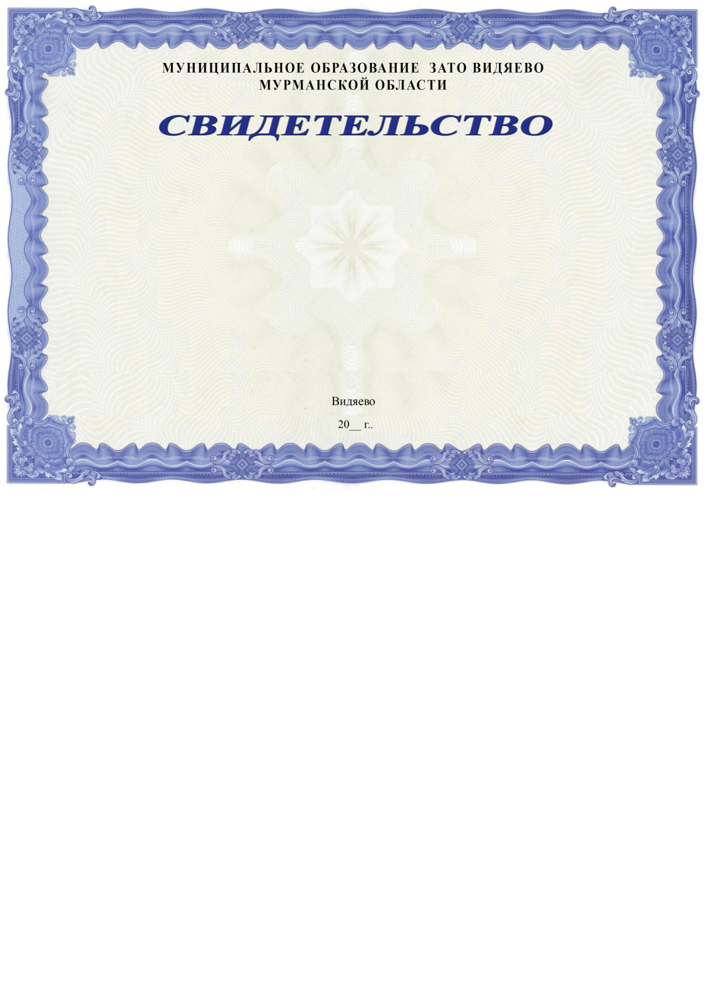 МУНИЦИПАЛЬНОЕ ОБРАЗОВАНИЕ  ЗАТО ВИДЯЕВО
МУРМАНСКОЙ ОБЛАСТИ
СВИДЕТЕЛЬСТВО
Видяево
20__ г..